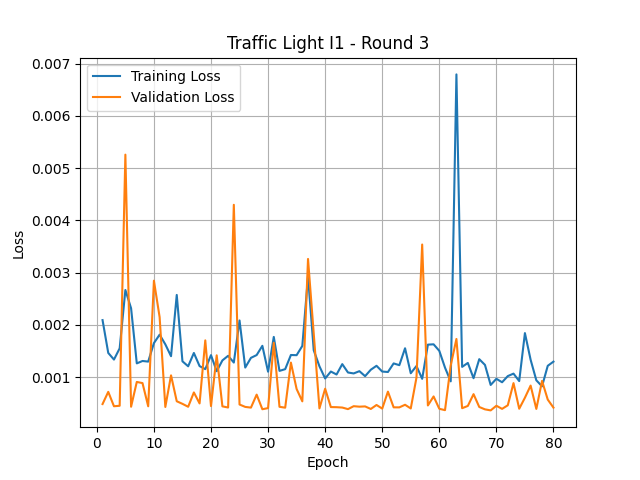 Traffic Light I1 - Round 3
Training Loss
Validation Loss
0.007
0.006
0.005
0.004
0.003
0.002
0.001
Loss
0 10 20 30 40 50 60 70 80
Epoch